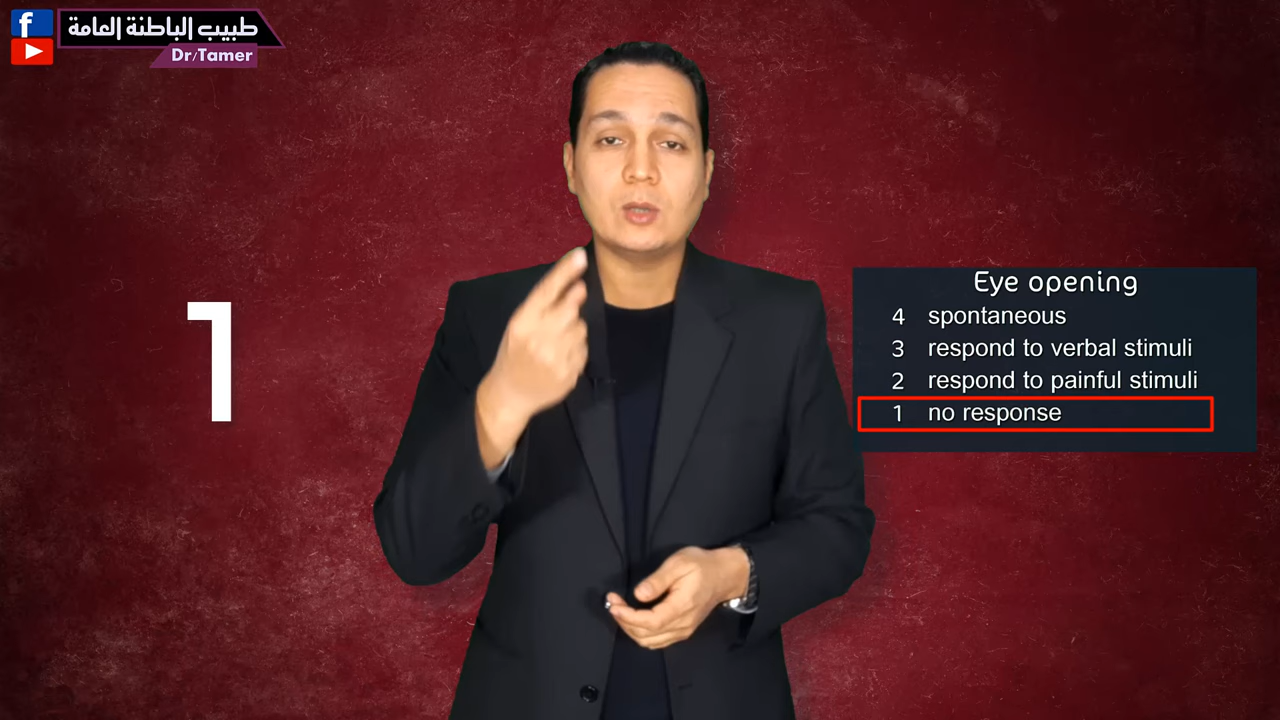 f
طبيب الباطنة العامة
Dr/Tamer
1
Eye opening
4 spontaneous
3 respond to verbal stimuli
2 respond to painful stimuli
1 no response